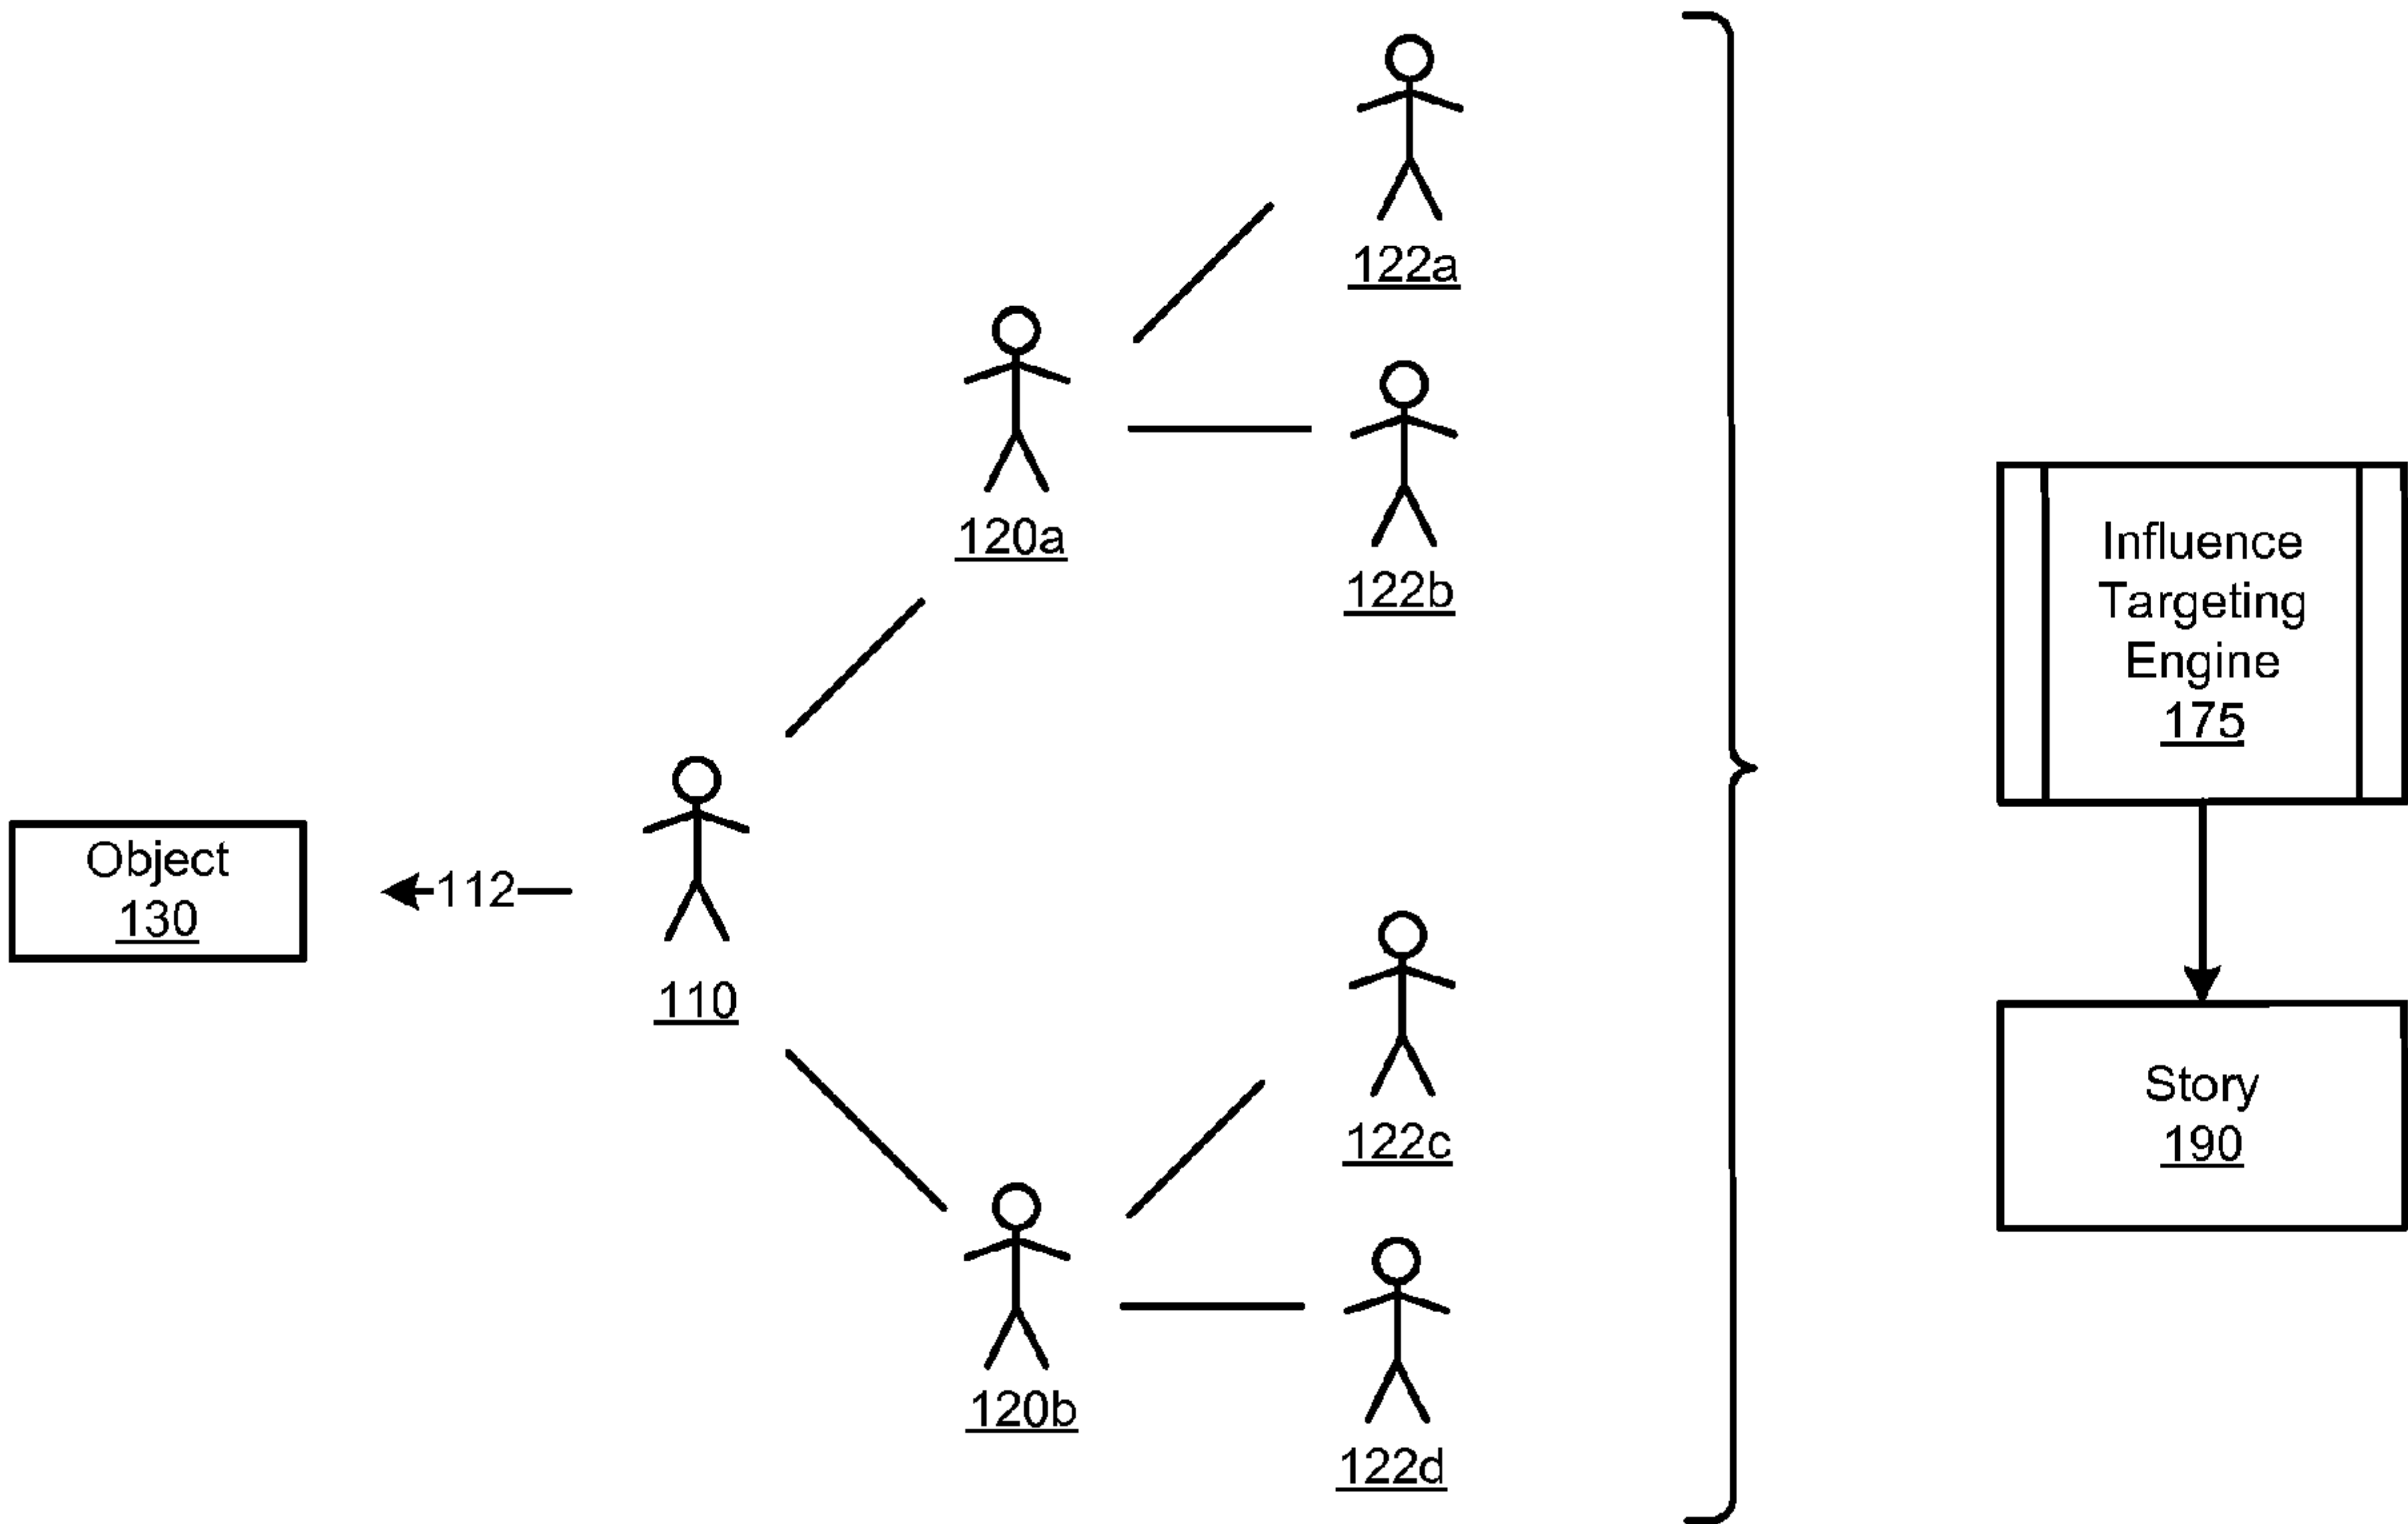 122a
120a
122b
Influence
Targeting
Engine
175
Object
130
112
110
122c
Story
190
120b
122d